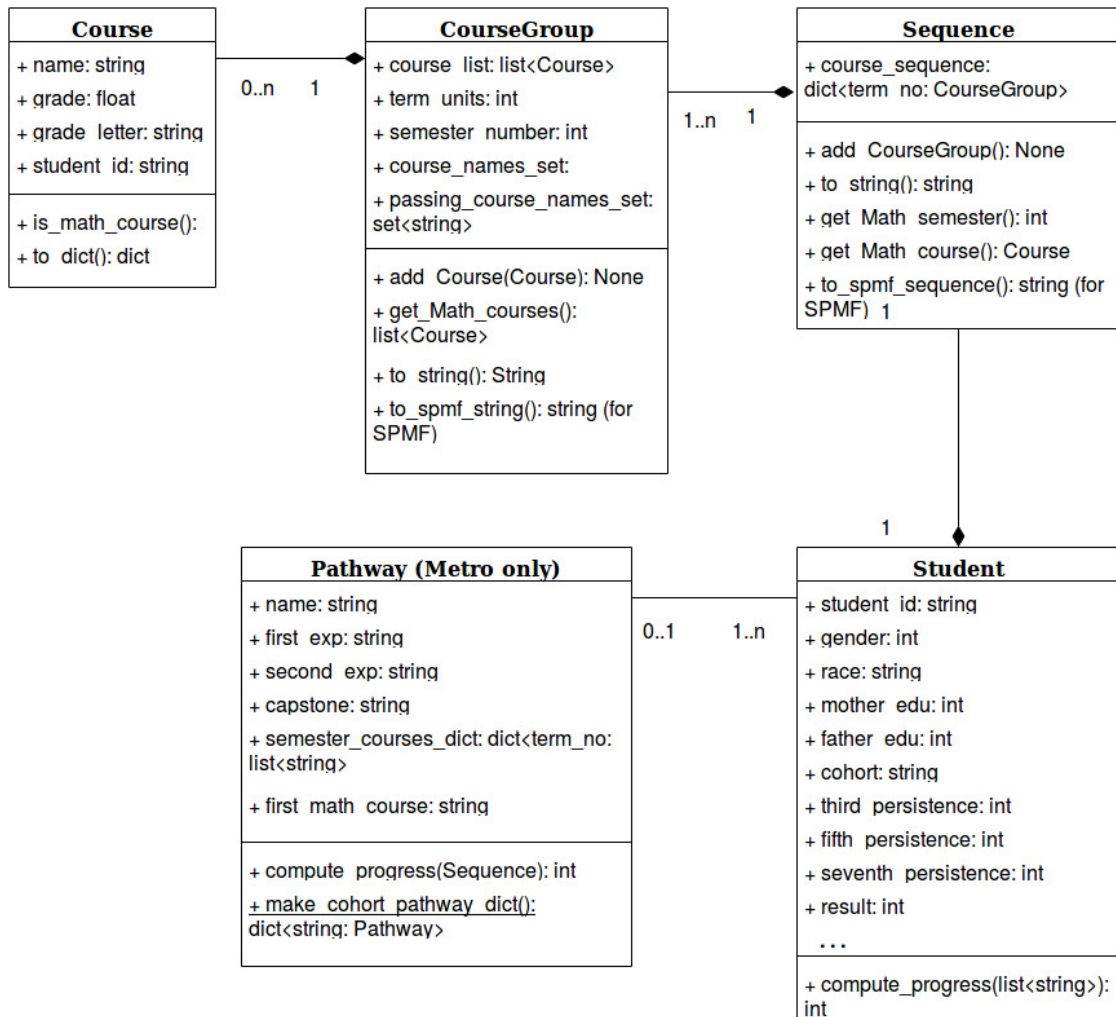 Course
+ name: string
+ grade: float
+ grade_letter: string
+ student_id: string
+ is_math_course():
+ to_dict(): dict
0..n 1
CourseGroup
+ course_list: list<Course>
+ term_units: int
+ semester_number: int
+ course_names_set:
+ passing_course_names_set:
set<string>
+ add_Course(Course): None
+ get_Math_courses():
list<Course>
+ to_string(): String
+ to_spmf_string(): string (for
SPMF)
1..n 1
Sequence
+ course_sequence:
dict<term_no: CourseGroup>
+ add_CourseGroup(): None
+ to_string(): string
+ get_Math_semester(): int
+ get_Math_course(): Course
+ to_spmf_sequence(): string (for
SPMF) 1
1
Pathway (Metro only)
+ name: string
+ first_exp: string
+ second_exp: string
+ capstone: string
+ semester_courses_dict: dict<term_no:
list<string>
+ first_math_course: string
+ compute_progress(Sequence): int
+ make_cohort_pathway_dict():
dict<string: Pathway>
0..1 1..n
Student
+ student_id: string
+ gender: int
+ race: string
+ mother_edu: int
+ father_edu: int
+ cohort: string
+ third_persistence: int
+ fifth_persistence: int
+ seventh_persistence: int
+ result: int
...
+ compute_progress(list<string>):
int